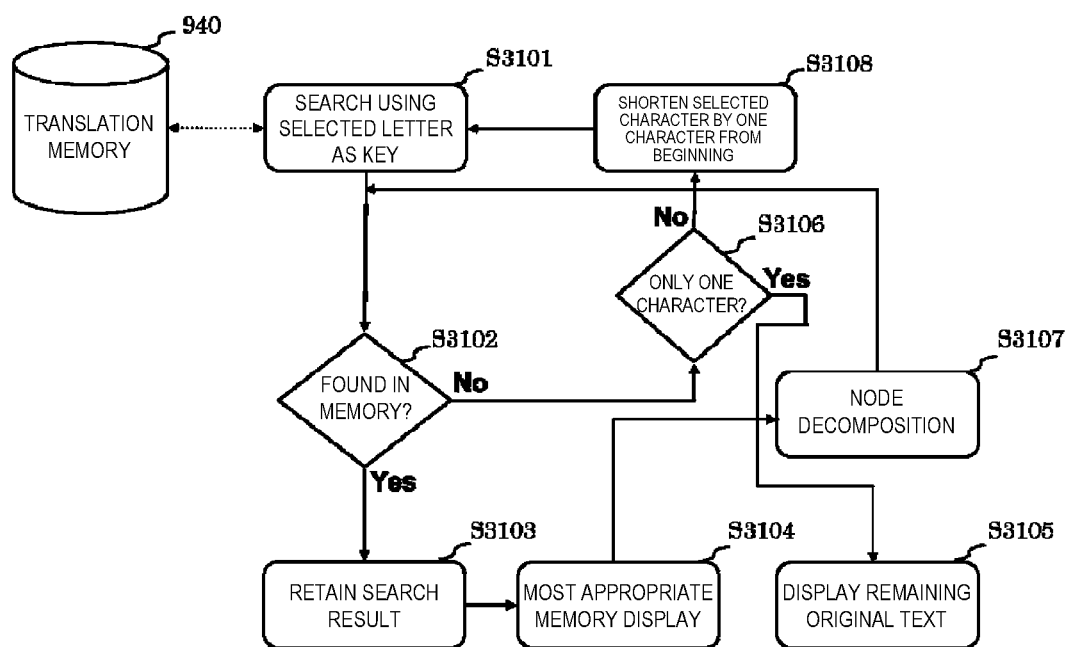 940
TRANSLATION
MEMORY
S3101
SEARCH USING
SELECTED LETTER
AS KEY
S3108
SHORTEN SELECTED
CHARACTER BY ONE
CHARACTER FROM
BEGINNING
No
S3106
ONLY ONE
CHARACTER?
Yes
S3102
FOUND IN
MEMORY?
No
Yes
S3107
NODE
DECOMPOSITION
S3103
RETAIN SEARCH
RESULT
S3104
MOST APPROPRIATE
MEMORY DISPLAY
S3105
DISPLAY REMAINING
ORIGINAL TEXT